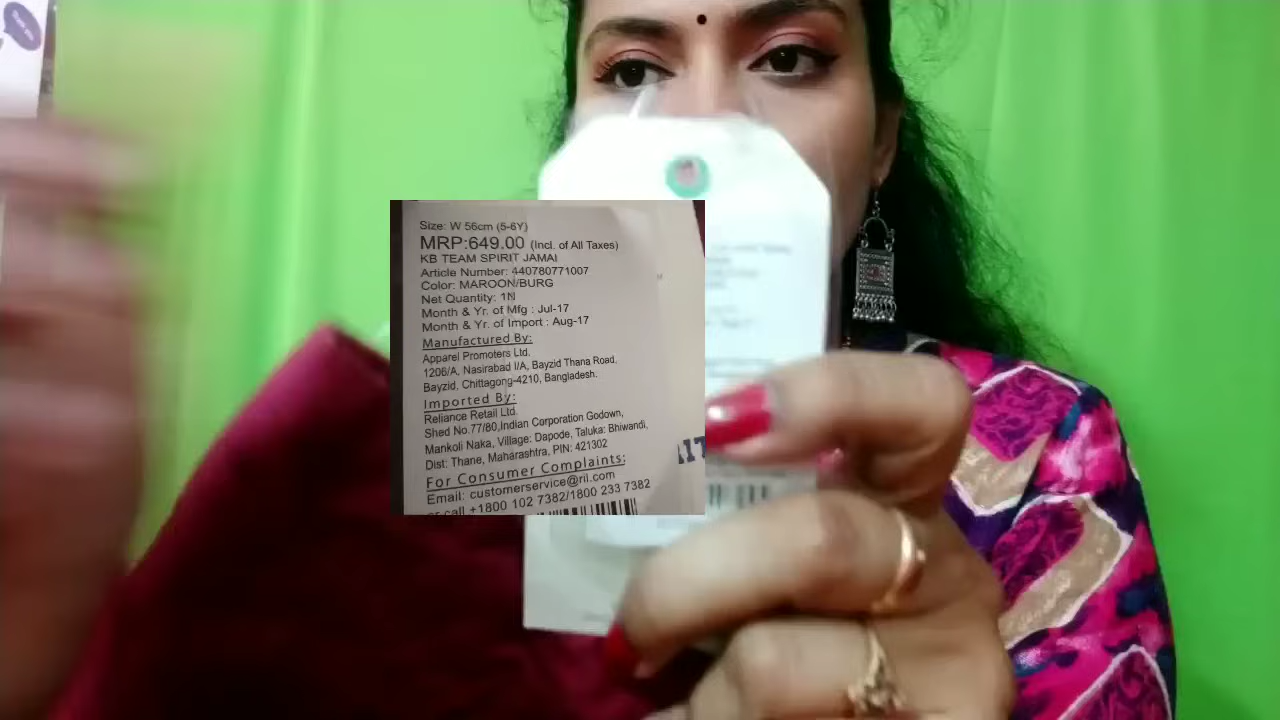 Size: W 56cm (5-6Y)
MRP:649.00 (Incl. of All Taxes)
KB TEAM SPIRIT JAMAI
Article Number: 440780771007
Color: MAROON/BURG
Net Quantity: 1N
Month & Yr. of Mfg : Jul-17
Month & Yr. of Import : Aug-17
Manufactured By:
Apparel Promoters Ltd.
1206/A, Nasirabad I/A, Bayzid Thana Road,
Bayzid, Chittagong-4210, Bangladesh.
Imported By:
Reliance Retail Ltd.
Shed No.77/80,Indian Corporation Godown,
Mankoli Naka, Village: Dapode, Taluka: Bhiwandi,
Dist: Thane, Maharashtra, PIN: 421302
For Consumer Complaints:
Email: customerservice@ril.com
or call +1800 102 7382/1800 233 7382